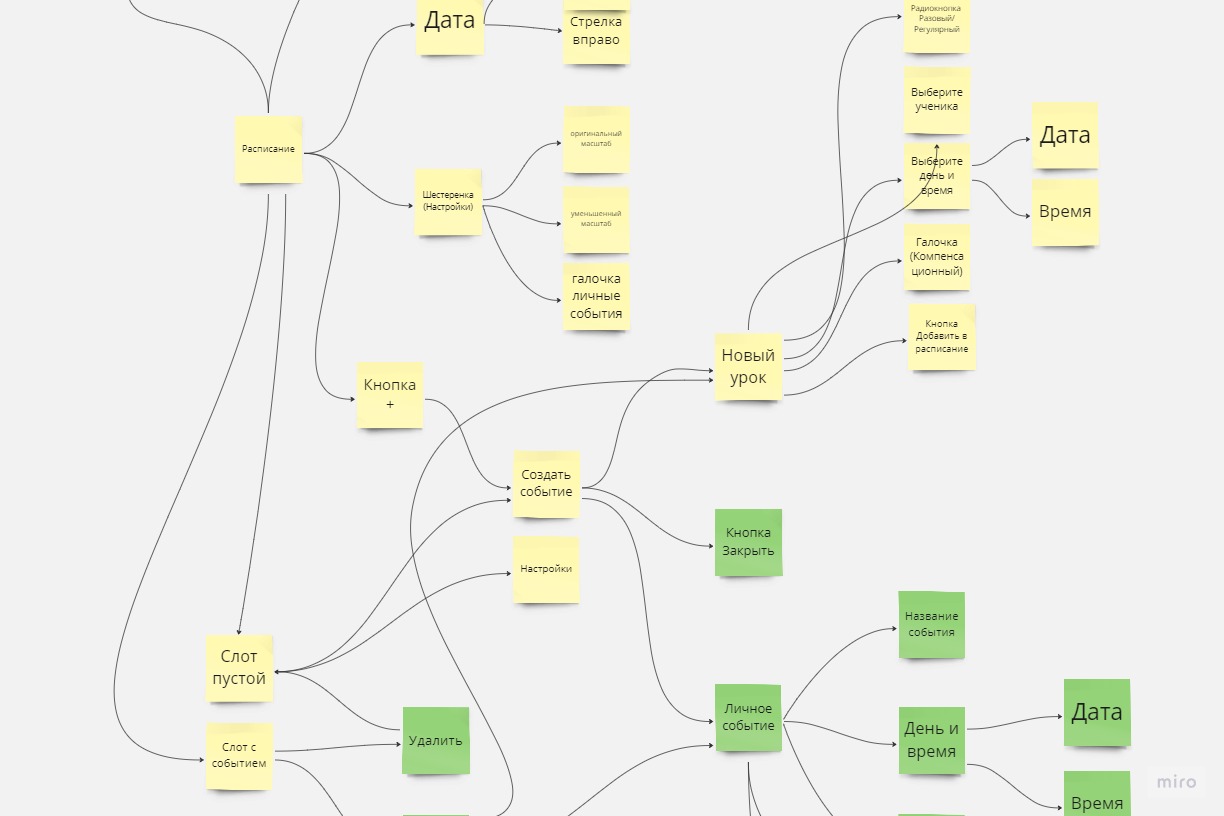 Дата
Стрелка
вправо
Радиокнопка
Разовый/
Регулярный
Выберите
ученика
Расписание
оригинальный
масштаб
Дата
Шестеренка
(Настройки)
Выберите
день и
время
уменьшенный
масштаб
Время
Галочка
(Компенса
ционный)
галочка
личные
события
Кнопка
Добавить в
расписание
Новый
урок
Кнопка
+
Создать
событие
Кнопка
Закрыть
Настройки
Название
события
Слот
пустой
Личное
событие
Дата
Удалить
День и
время
Слот с
событием
miro
Время